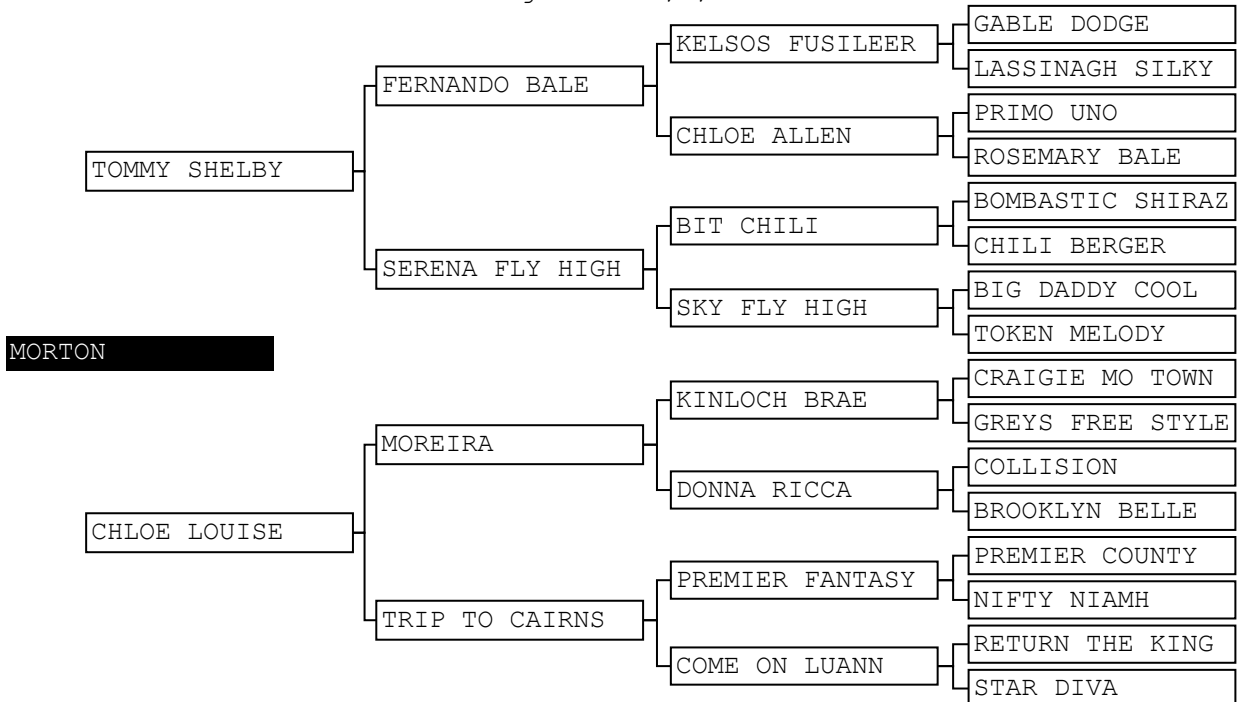 GABLE DODGE
KELSOS FUSILEER
LASSINAGH SILKY
FERNANDO BALE
PRIMO UNO
CHLOE ALLEN
ROSEMARY BALE
TOMMY SHELBY
BOMBASTIC SHIRAZ
BIT CHILI
CHILI BERGER
SERENA FLY HIGH
BIG DADDY COOL
SKY FLY HIGH
TOKEN MELODY
MORTON
CRAIGIE MO TOWN
KINLOCH BRAE
GREYS FREE STYLE
MOREIRA
COLLISION
DONNA RICCA
BROOKLYN BELLE
CHLOE LOUISE
PREMIER COUNTY
PREMIER FANTASY
NIFTY NIAMH
TRIP TO CAIRNS
RETURN THE KING
COME ON LUANN
STAR DIVA